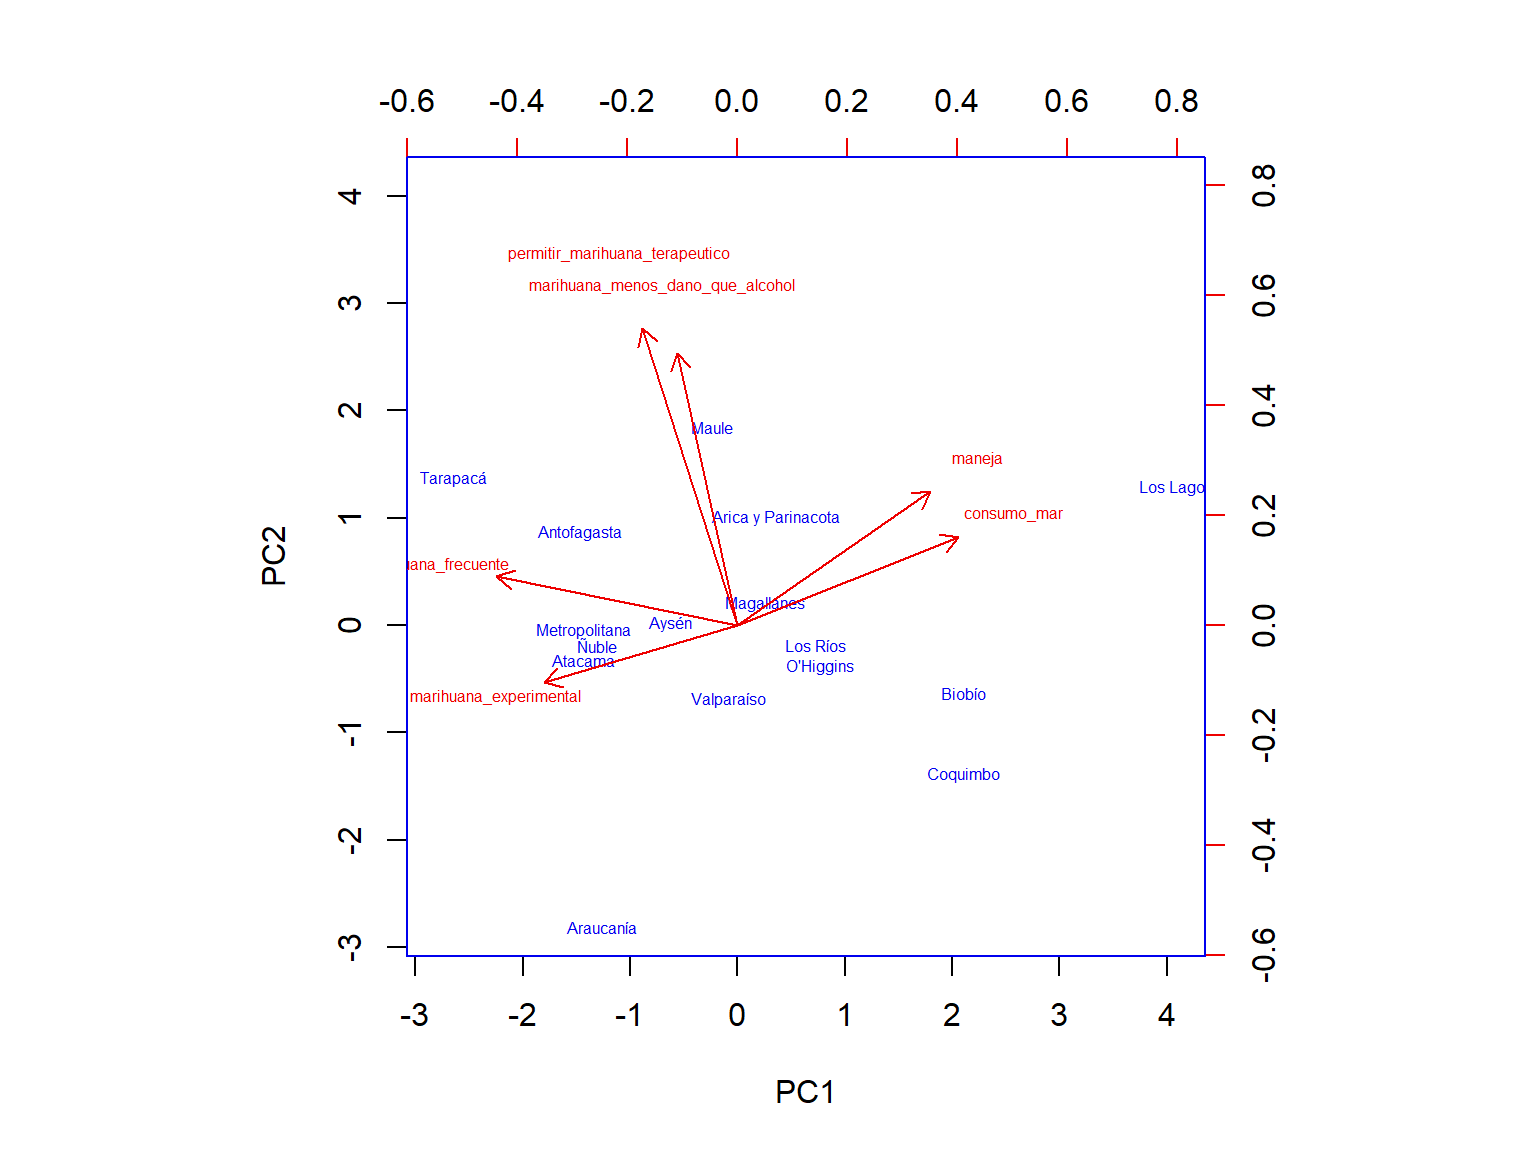 -0.6 -0.4 -0.2 0.0 0.2 0.4 0.6 0.8
4
3
2
1
0
-1
-2
-3
PC2
0.8
0.6
0.4
0.2
0.0
-0.2
-0.4
-0.6
permitir_marihuana_terapeutico
marihuana_menos_dano_que_alcohol
Maule
maneja
Tarapacá
Los Lago
consumo_mar
Arica y Parinacota
Antofagasta
uana_frecuente
Magallanes
Aysén
Metropolitana
Ñuble
Los Ríos
Atacama
O'Higgins
marihuana_experimental
Biobío
Valparaíso
Coquimbo
Araucanía
-3 -2 -1 0 1 2 3 4
PC1